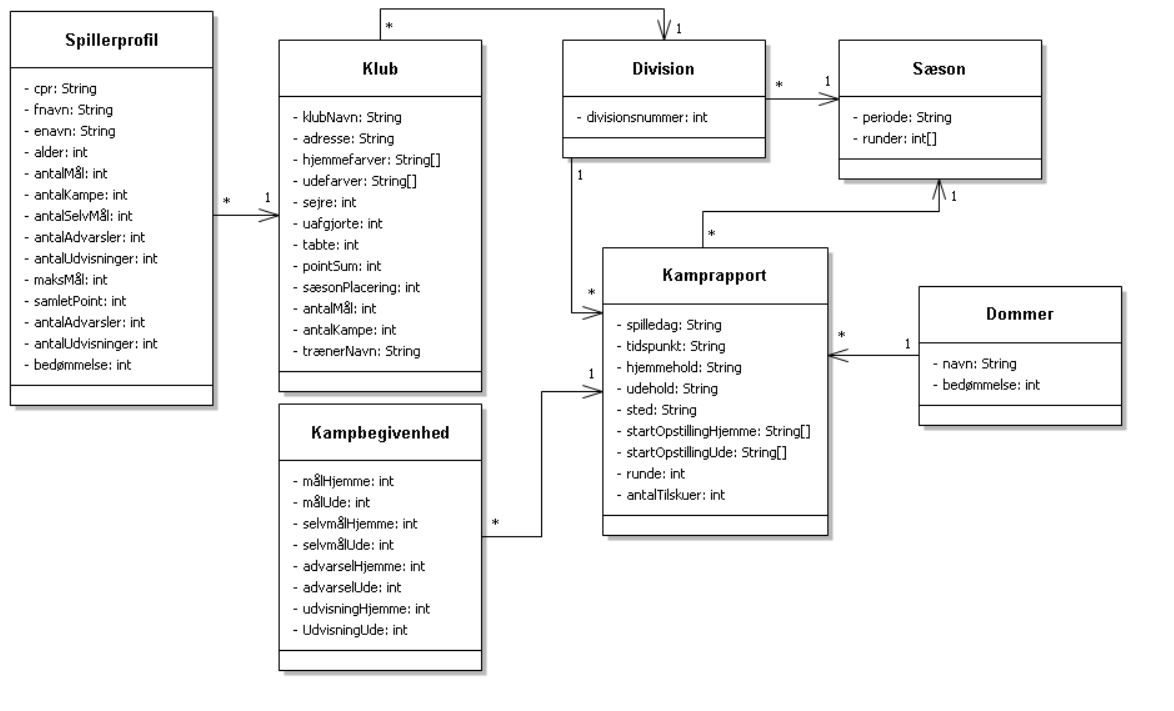 Spillerprofil
- cpr: String
- fnavn: String
- enavn: String
- alder: int
- antalMål: int
- antalKampe: int
- antalSelvMål: int
- antalAdvarsler: int
- antalUdvisninger: int
- maksMål: int
- samletPoint: int
- antalAdvarsler: int
- antalUdvisninger: int
- bedømmelse: int
*
1
Klub
- klubNavn: String
- adresse: String
- hjemmefarver: String[]
- udefarver: String[]
- sejre: int
- uafgjorte: int
- tabte: int
- pointSum: int
- sæsonPlacering: int
- antalMål: int
- antalKampe: int
- trænerNavn: String
*
1
Division
- divisionsnummer: int
*
1
Sæson
- periode: String
- runder: int[]
1
*
1
*
Kamprapport
- spilledag: String
- tidspunkt: String
- hjemmehold: String
- udehold: String
- sted: String
- startOpstillingHjemme: String[]
- startOpstillingUde: String[]
- runde: int
- antalTilskuer: int
*
1
Dommer
- navn: String
- bedømmelse: int
Kampbegivenhed
- målHjemme: int
- målUde: int
- selvmålHjemme: int
- selvmålUde: int
- advarselHjemme: int
- advarselUde: int
- udvisningHjemme: int
- UdvisningUde: int
*
1